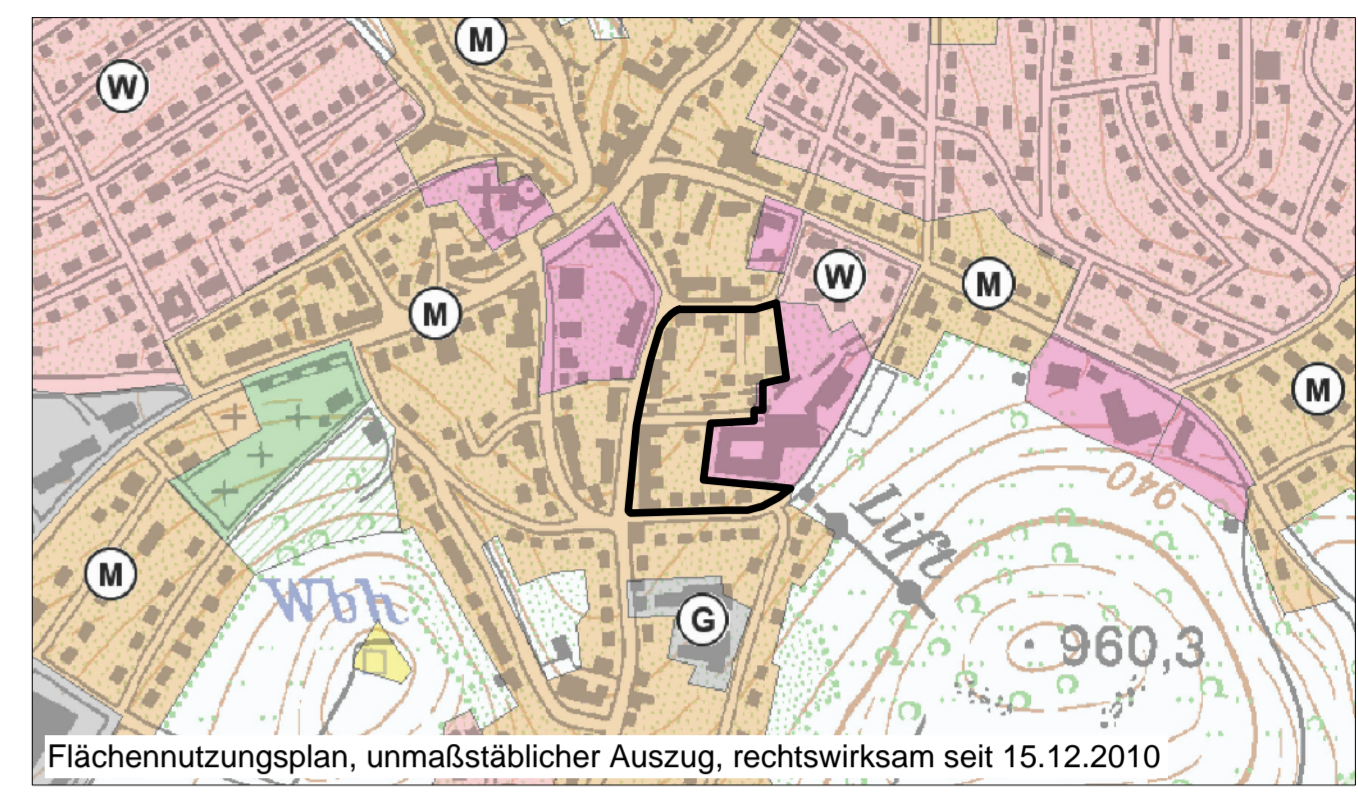 M
W
W
M
M
M
Lift
940
M
Wbh
G
960,3
Flächennutzungsplan, unmaßstäblicher Auszug, rechtswirksam seit 15.12.2010